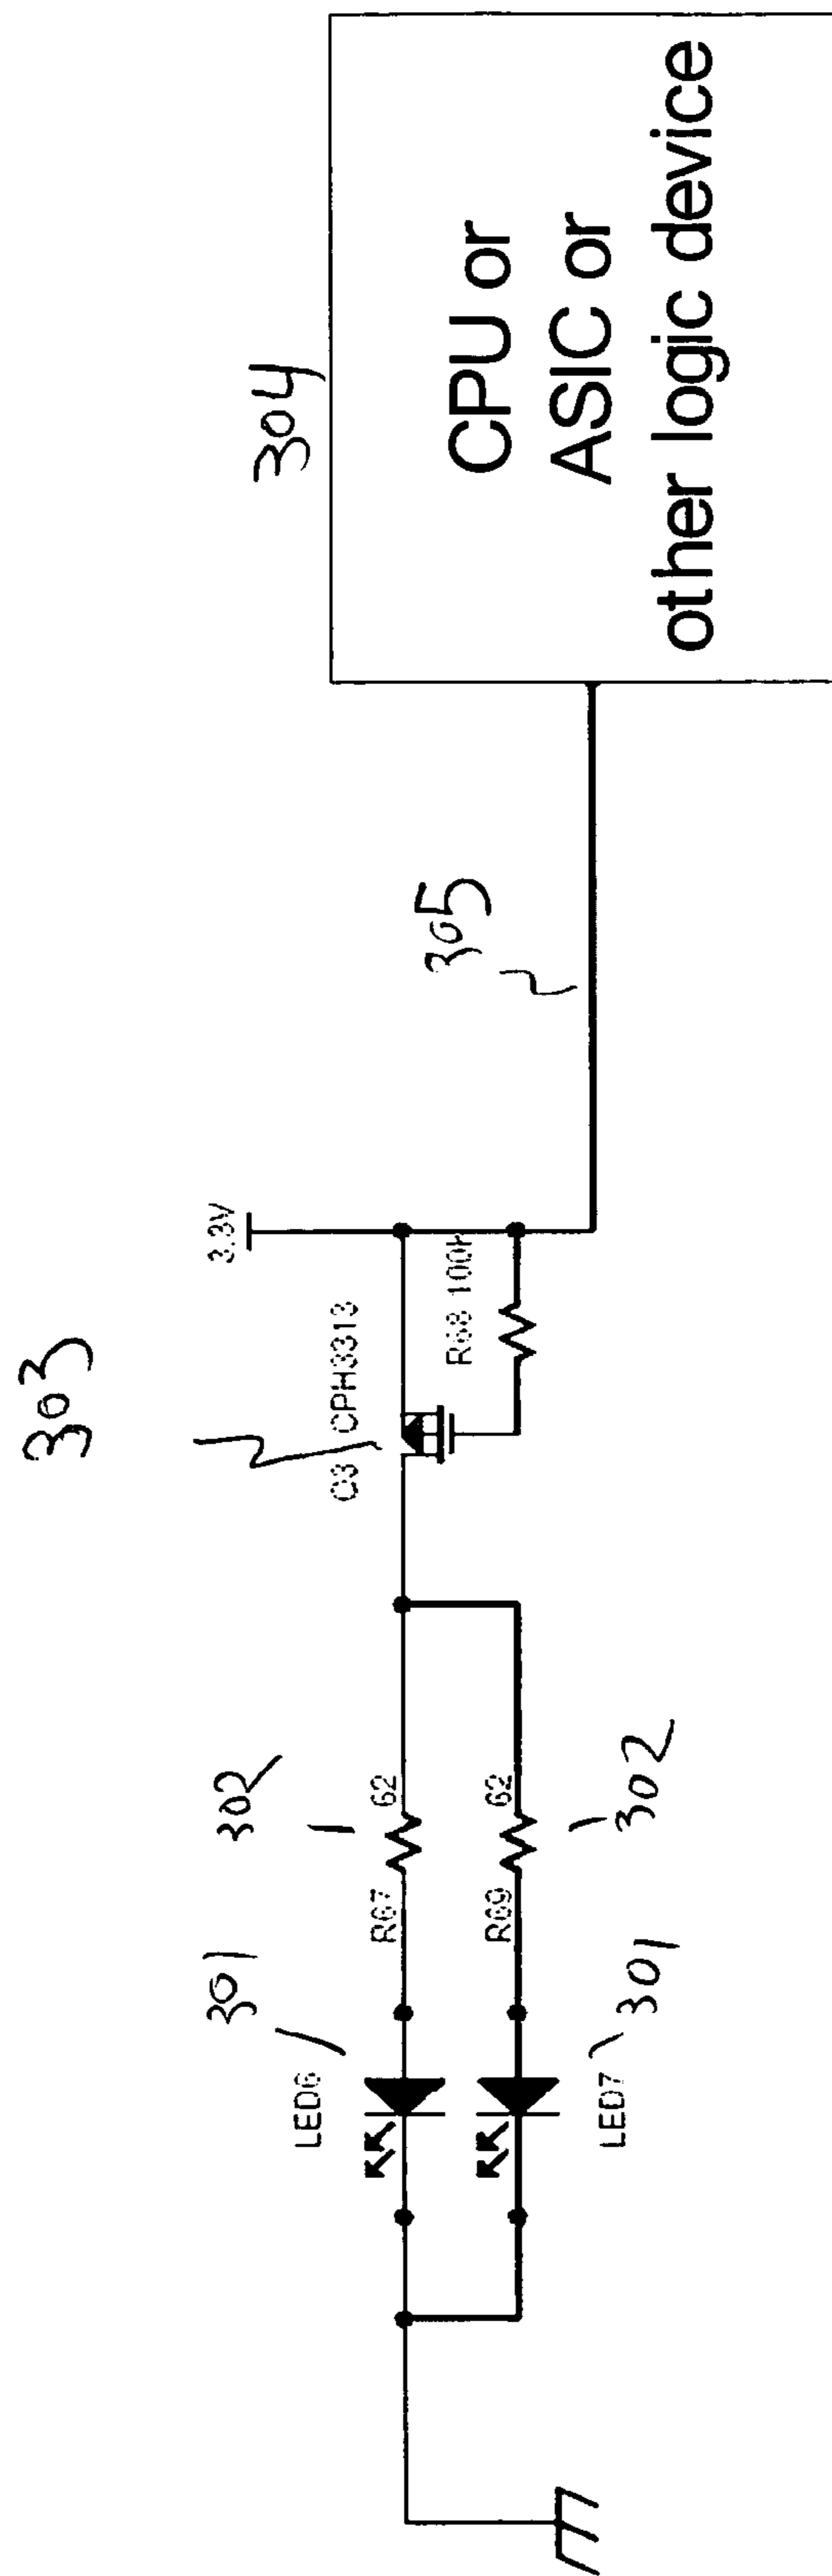 303
304
3.3V
Q3 CPH3313
305
CPU or
ASIC or
other logic device
R68 100K
302
301
LED6
R67 62
R69 62
LED7
301
302